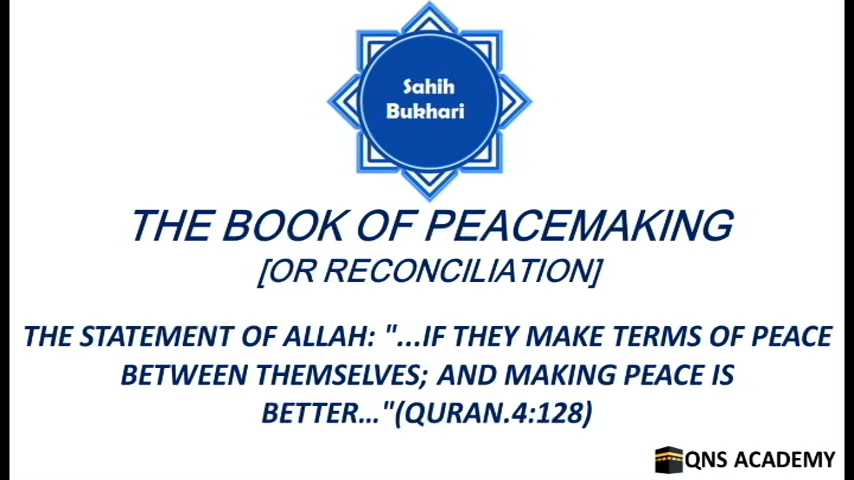 Sahih
Bukhari
THE BOOK OF PEACEMAKING
[OR RECONCILIATION]
THE STATEMENT OF ALLAH: "...IF THEY MAKE TERMS OF PEACE
BETWEEN THEMSELVES; AND MAKING PEACE IS
BETTER..."(QURAN.4:128)
QNS ACADEMY